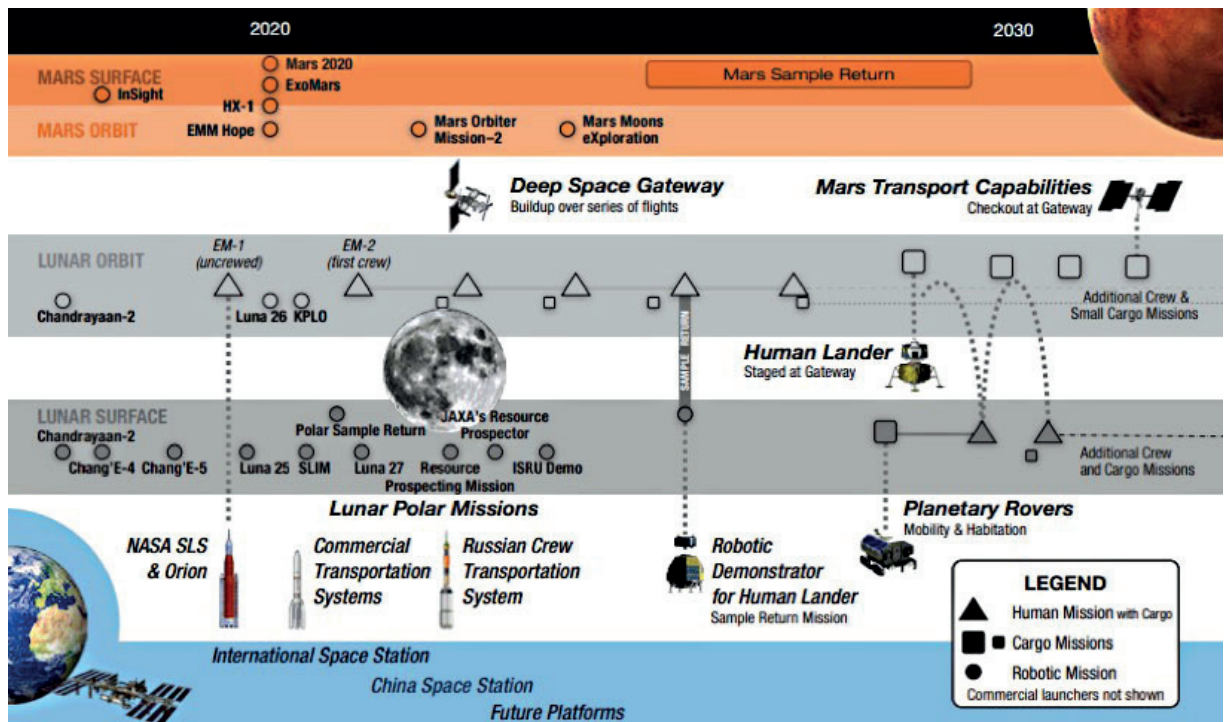 2020
2030
MARS SURFACE
Mars 2020
ExoMars
InSight
HX-1
Mars Sample Return
MARS ORBIT
EMM Hope
Mars Orbiter
Mission–2
Mars Moons
eXploration
Deep Space Gateway
Buildup over series of flights
Mars Transport Capabilities
Checkout at Gateway
LUNAR ORBIT
EM-1
(uncrewed)
EM-2
(first crew)
Chandrayaan-2
Luna 26
KPLO
Additional Crew &
Small Cargo Missions
SAMPLE RETURN
Human Lander
Staged at Gateway
LUNAR SURFACE
Chandrayaan-2
Polar Sample Return
JAXA's Resource
Prospector
Chang'E-4
Chang'E-5
Luna 25
SLIM
Luna 27
Resource
Prospecting Mission
ISRU Demo
Additional Crew
and Cargo Missions
Lunar Polar Missions
Planetary Rovers
Mobility & Habitation
NASA SLS
& Orion
Commercial
Transportation
Systems
Russian Crew
Transportation
System
Robotic
Demonstrator
for Human Lander
Sample Return Mission
LEGEND
Human Mission with Cargo
Cargo Missions
Robotic Mission
Commercial launchers not shown
International Space Station
China Space Station
Future Platforms